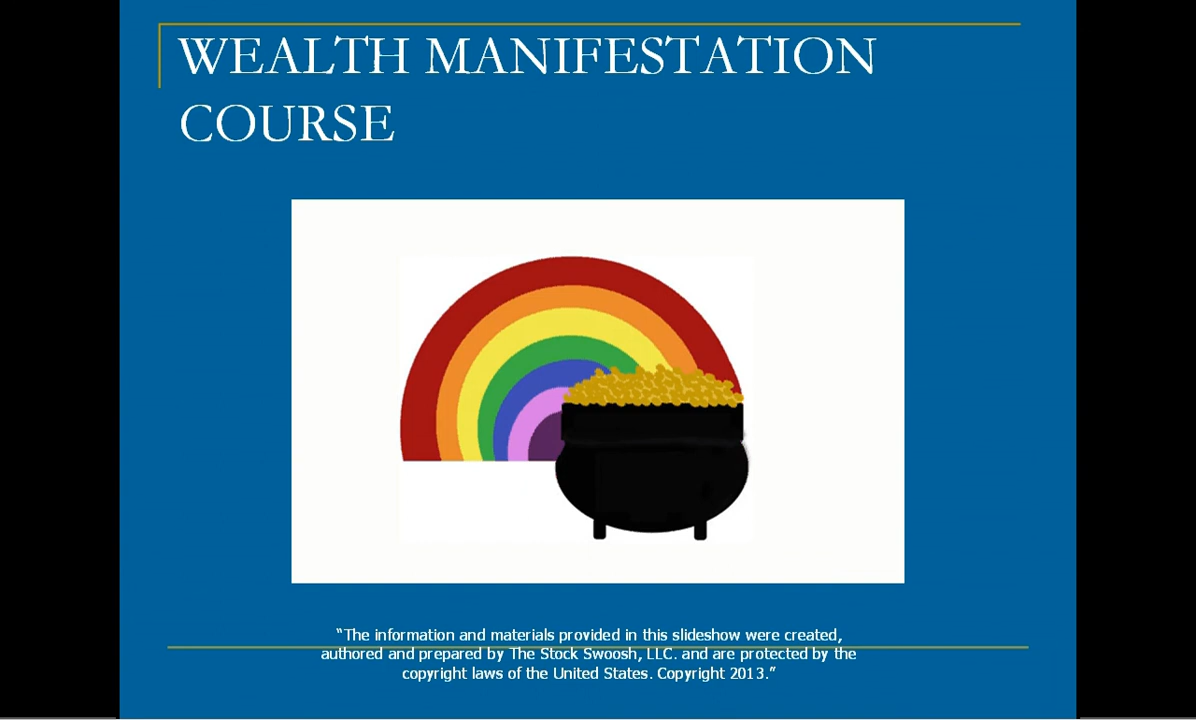 WEALTH MANIFESTATION
COURSE
“The information and materials provided in this slideshow were created,
authored and prepared by The Stock Swoosh, LLC. and are protected by the
copyright laws of the United States. Copyright 2013.”